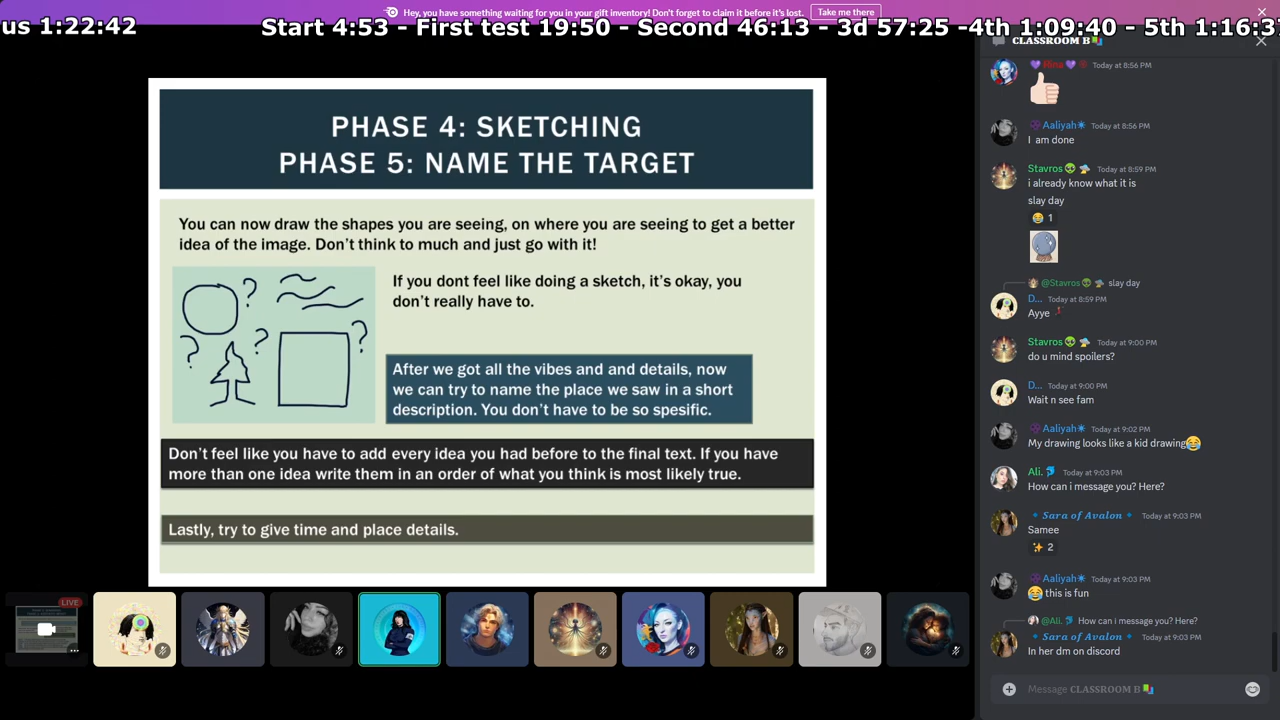 Hey, you have something waiting for you in your gift inventory! Don't forget to claim it before it's lost.
Take me there
us 1:22:42
Start 4:53 - First test 19:50 - Second 46:13 - 3d 57:25 -4th 1:09:40 - 5th 1:16:3
CLASSROOM B
PHASE 4: SKETCHING
PHASE 5: NAME THE TARGET
You can now draw the shapes you are seeing, on where you are seeing to get a better
idea of the image. Don't think to much and just go with it!
If you dont feel like doing a sketch, it's okay, you
don't really have to.
? ? ? ?
After we got all the vibes and and details, now
we can try to name the place we saw in a short
description. You don't have to be so spesific.
Don't feel like you have to add every idea you had before to the final text. If you have
more than one idea write them in an order of what you think is most likely true.
Lastly, try to give time and place details.
LIVE
Today at 8:56 PM
Aaliyah Today at 8:56 PM
I am done
Stavros Today at 8:59 PM
i already know what it is
slay day
1
@Stavros slay day
D... Today at 8:59 PM
Ayye
Stavros Today at 9:00 PM
do u mind spoilers?
D... Today at 9:00 PM
Wait n see fam
Aaliyah Today at 9:02 PM
My drawing looks like a kid drawing
Ali. Today at 9:03 PM
How can i message you? Here?
Sara of Avalon Today at 9:03 PM
Samee
2
Aaliyah Today at 9:03 PM
this is fun
@Ali. How can i message you? Here?
Sara of Avalon Today at 9:03 PM
In her dm on discord
Message CLASSROOM B